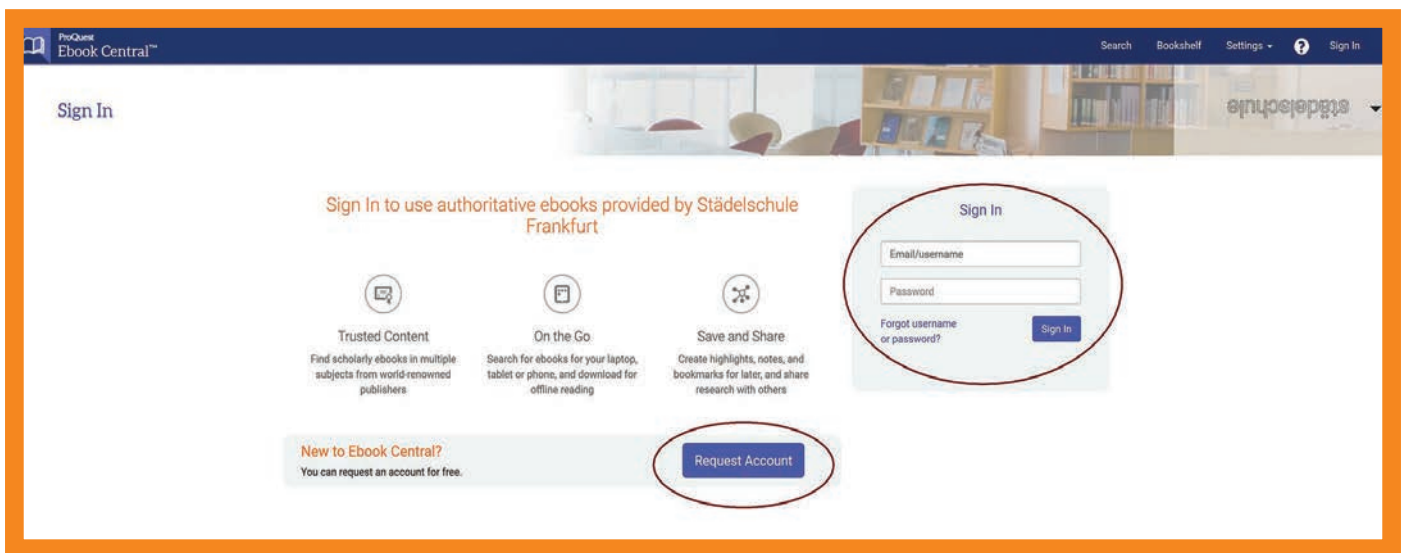 ProQuest
Ebook Central™
Search Bookshelf Settings ? Sign In
Sign In
städelschule
Sign In to use authoritative ebooks provided by Städelschule
Frankfurt
Trusted Content
Find scholarly ebooks in multiple
subjects from world-renowned
publishers
On the Go
Search for ebooks for your laptop,
tablet or phone, and download for
offline reading
Save and Share
Create highlights, notes, and
bookmarks for later, and share
research with others
New to Ebook Central?
You can request an account for free.
Request Account
Sign In
Email/username
Password
Forgot username
or password?
Sign In